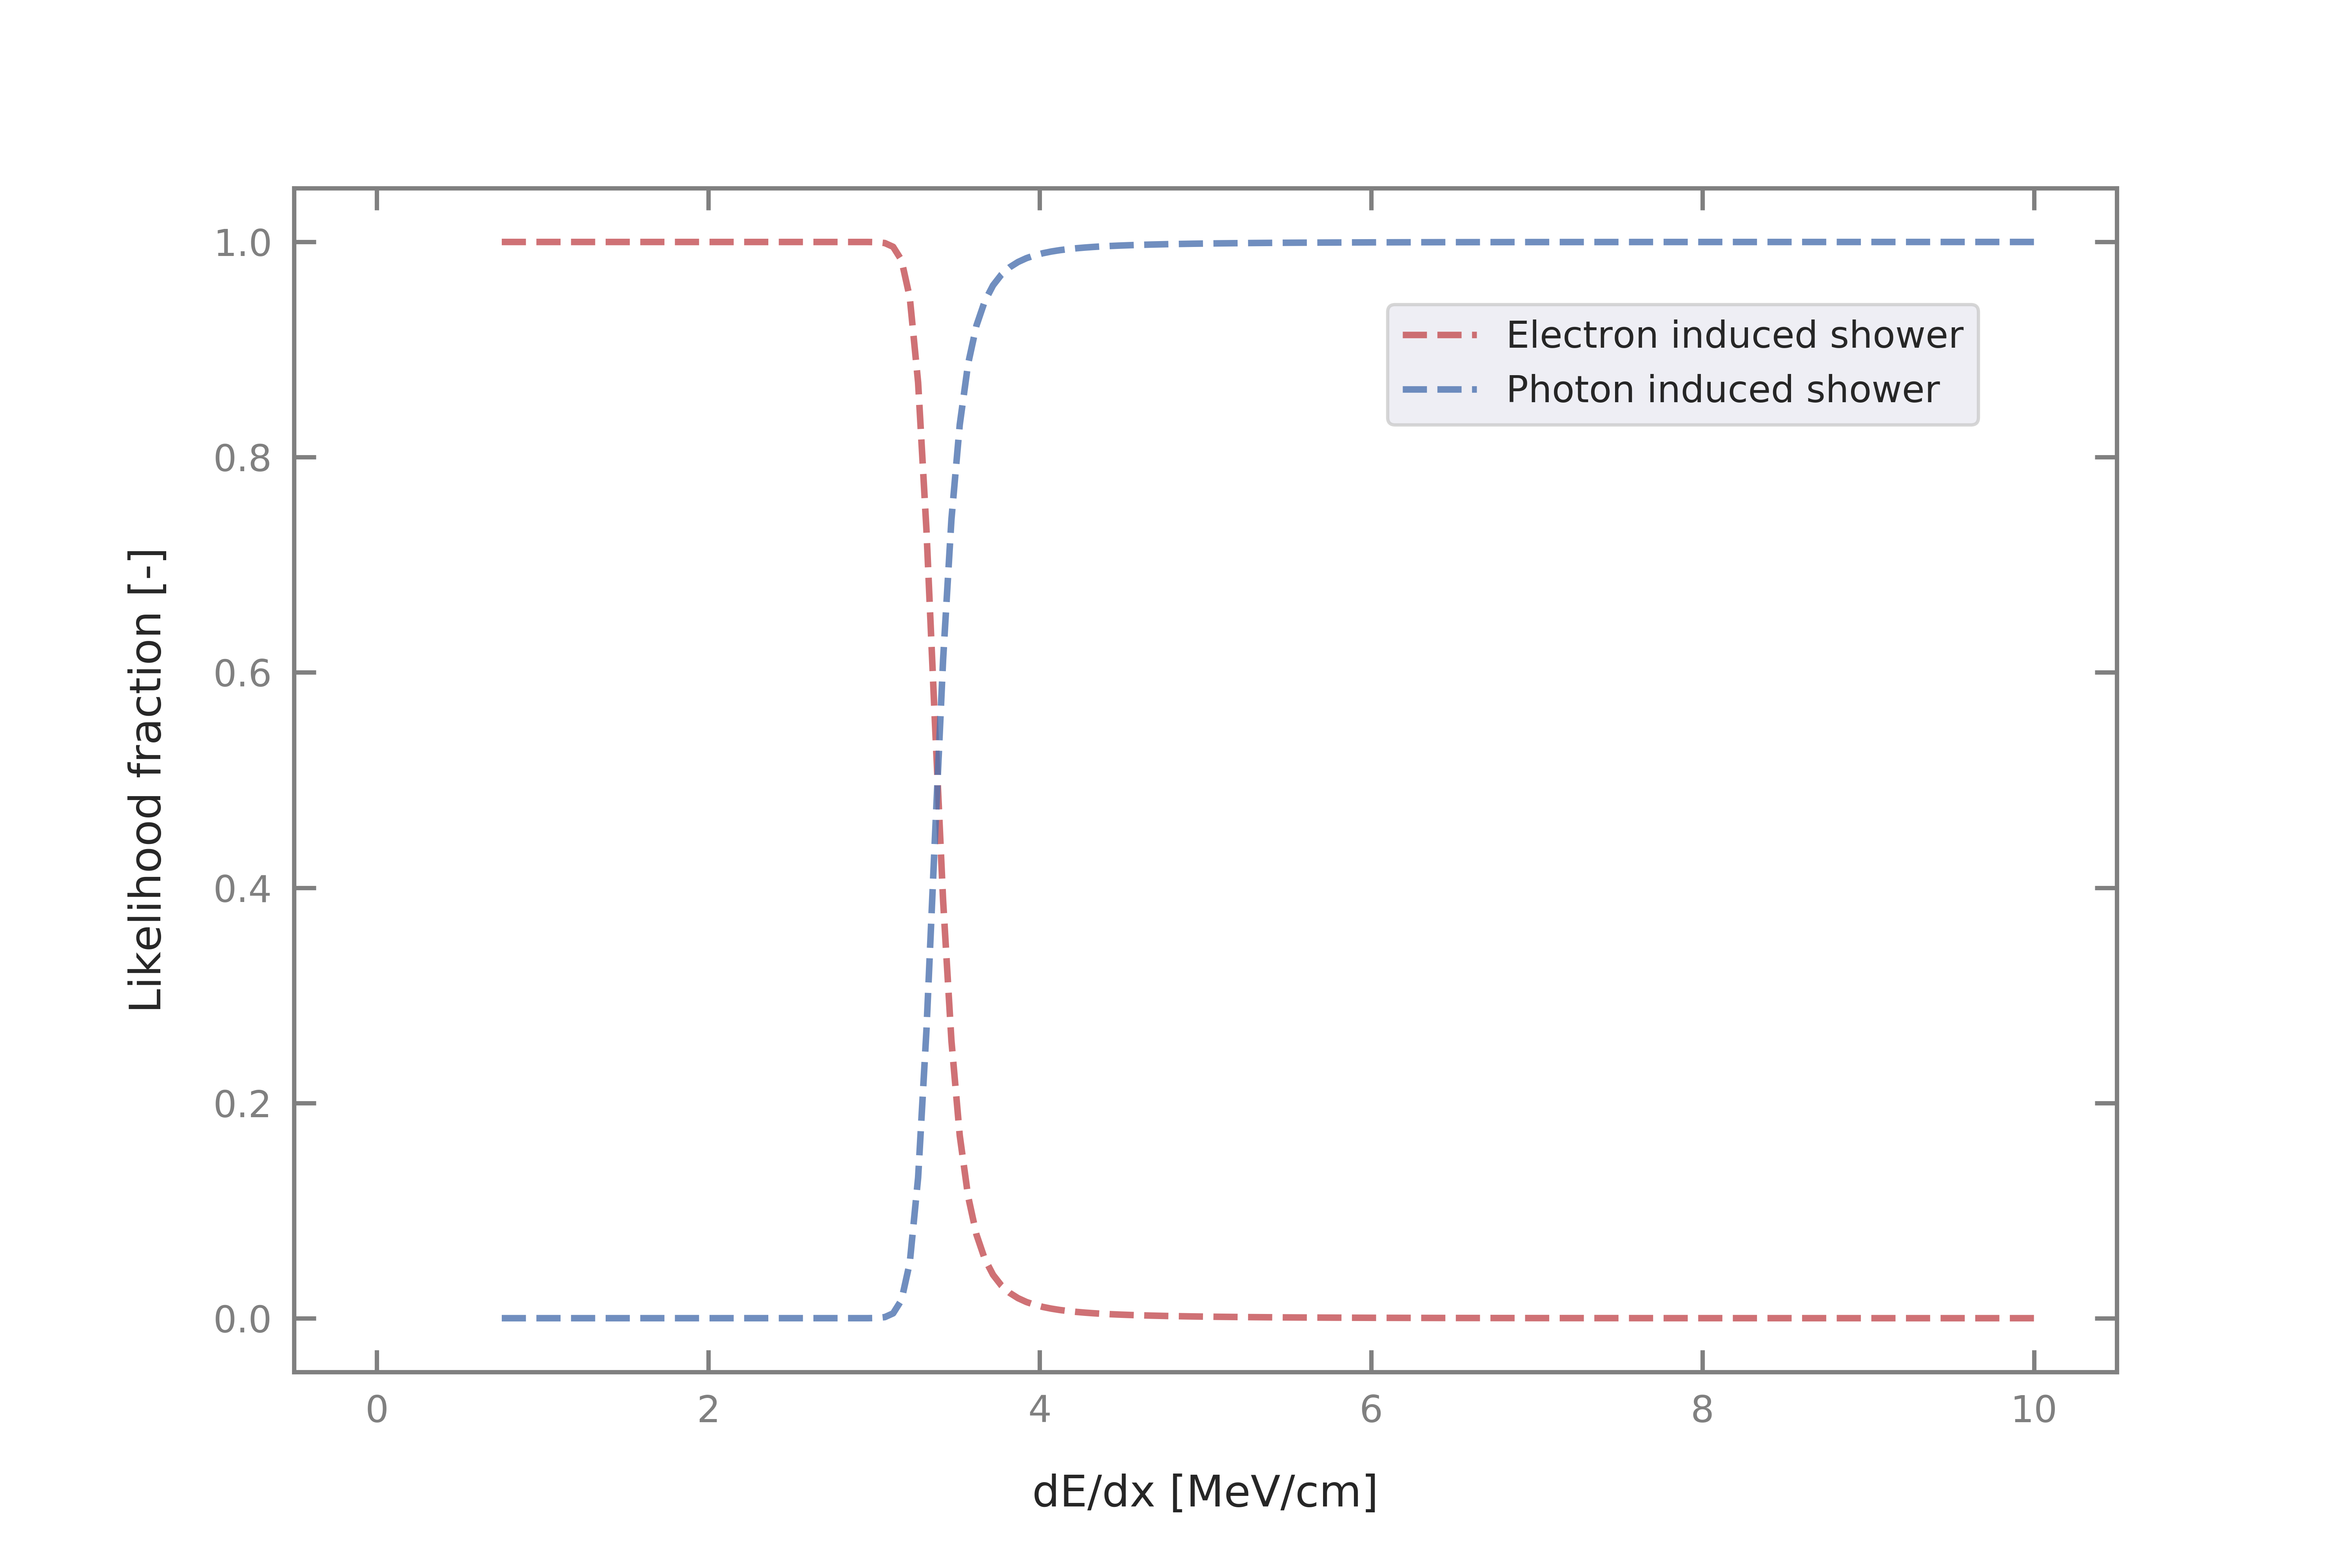 1.0
0.8
0.6
0.4
0.2
0.0
Likelihood fraction [-]
Electron induced shower
Photon induced shower
0 2 4 6 8 10
dE/dx [MeV/cm]